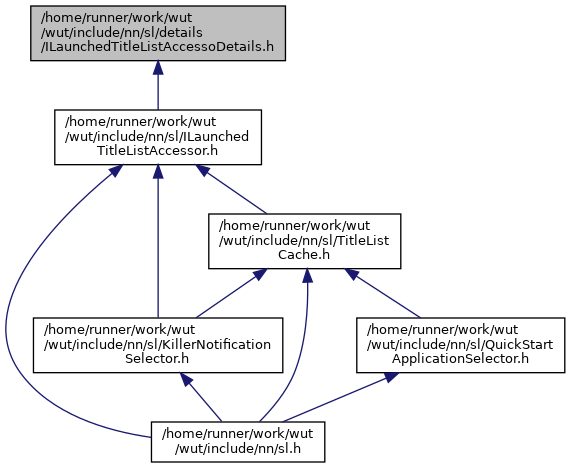 /home/runner/work/wut
/wut/include/nn/sl/details
/ILaunchedTitleListAccessoDetails.h
/home/runner/work/wut
/wut/include/nn/sl/ILaunched
TitleListAccessor.h
/home/runner/work/wut
/wut/include/nn/sl/TitleList
Cache.h
/home/runner/work/wut
/wut/include/nn/sl/KillerNotification
Selector.h
/home/runner/work/wut
/wut/include/nn/sl/QuickStart
ApplicationSelector.h
/home/runner/work/wut
/wut/include/nn/sl.h